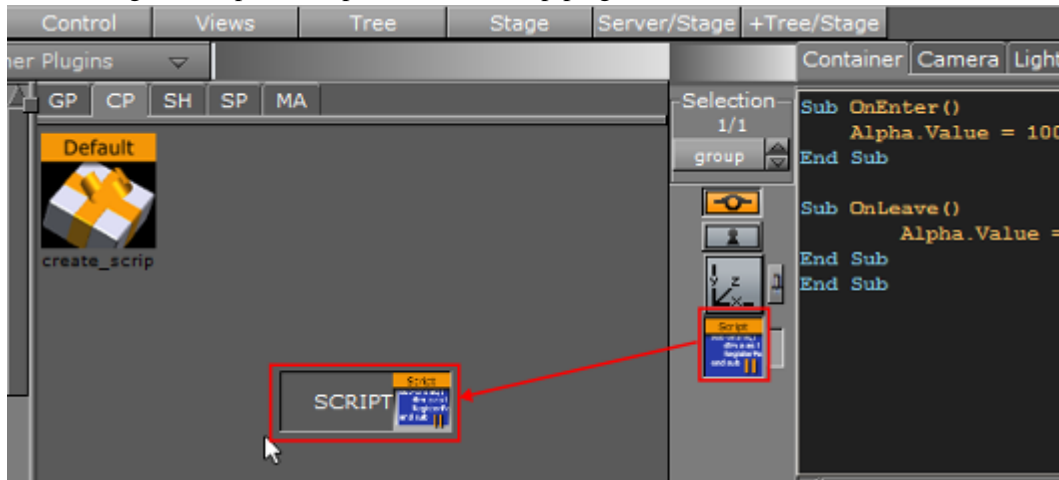 Control Views Tree Stage Server/Stage +Tree/Stage
ner Plugins
Container Camera Light
GP CP SH SP MA
Selection
1/1
group
Default
create_scrip
Sub OnEnter()
Alpha.Value = 100
End Sub
Sub OnLeave()
Alpha.Value =
End Sub
End Sub
y z
x
Script
SCRIPT
Script